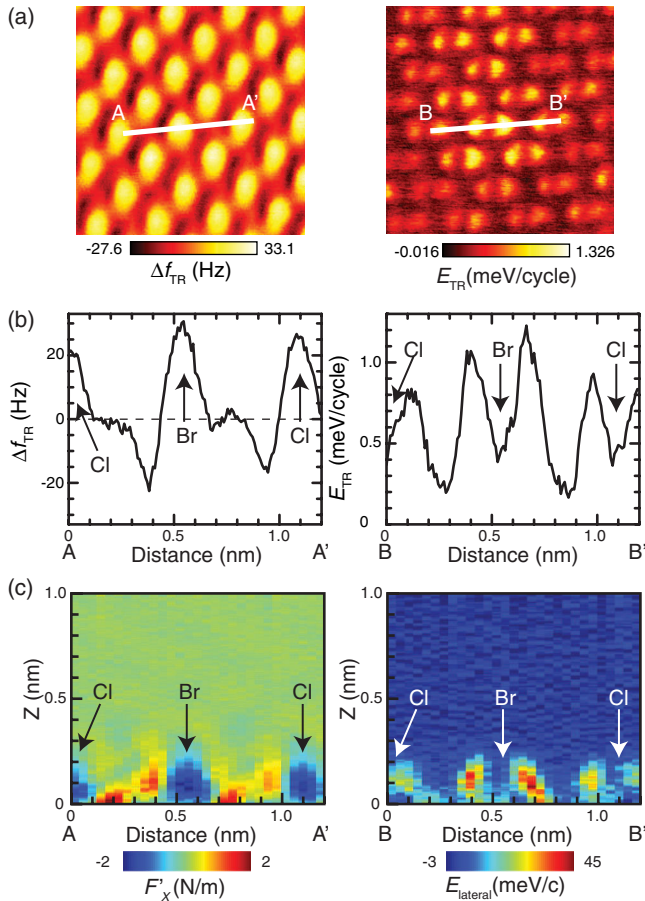 (a)
A A'
B B'
-27.6 33.1
Δf_TR (Hz)
-0.016 1.326
E_TR(meV/cycle)
(b)
20
0
-20
Δf_TR (Hz)
Cl Br Cl
0 0.5 1.0
A Distance (nm) A'
1.0
0.5
0
E_TR (meV/cycle)
Cl Br Cl
0 0.5 1.0
B Distance (nm) B'
(c)
1.0
0.5
0
Z (nm)
Cl Br Cl
0 0.5 1.0
A Distance (nm) A'
-2 2
F'_X(N/m)
1.0
0.5
0
Z (nm)
Cl Br Cl
0 0.5 1.0
B Distance (nm) B'
-3 45
E_lateral(meV/c)